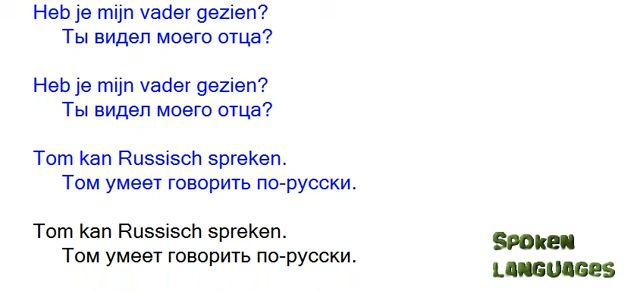 Heb je mijn vader gezien?
Ты видел моего отца?
Heb je mijn vader gezien?
Ты видел моего отца?
Tom kan Russisch spreken.
Том умеет говорить по-русски.
Tom kan Russisch spreken.
Том умеет говорить по-русски.
Spoken
Languages